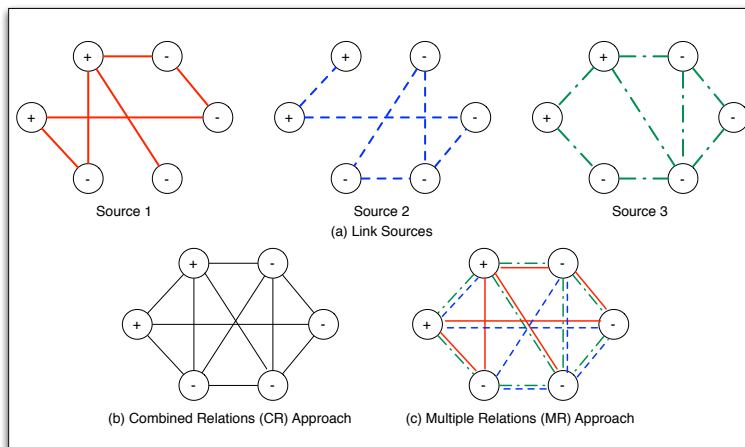 + - + - + -
+ - + - + -
- - - - - -
Source 1 Source 2 Source 3
(a) Link Sources
+ - + -
+ - + -
- - - -
(b) Combined Relations (CR) Approach (c) Multiple Relations (MR) Approach